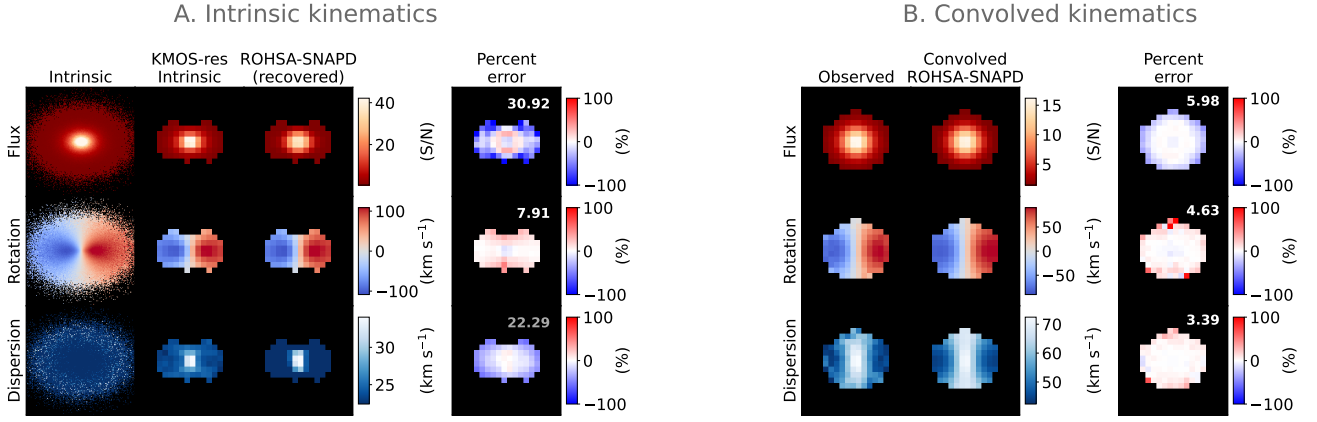 A. Intrinsic kinematics
B. Convolved kinematics
Intrinsic
KMOS-res
Intrinsic
ROHSA-SNAPD
(recovered)
Percent
error
Flux
30.92
40
20
(S/N)
100
0
−100
(%)
Rotation
7.91
100
0
−100
(km s⁻¹)
100
0
−100
(%)
Dispersion
22.29
30
25
(km s⁻¹)
100
0
−100
(%)
Observed
Convolved
ROHSA-SNAPD
Percent
error
Flux
5.98
15
10
5
(S/N)
100
0
−100
(%)
Rotation
4.63
50
0
−50
(km s⁻¹)
100
0
−100
(%)
Dispersion
3.39
70
60
50
(km s⁻¹)
100
0
−100
(%)